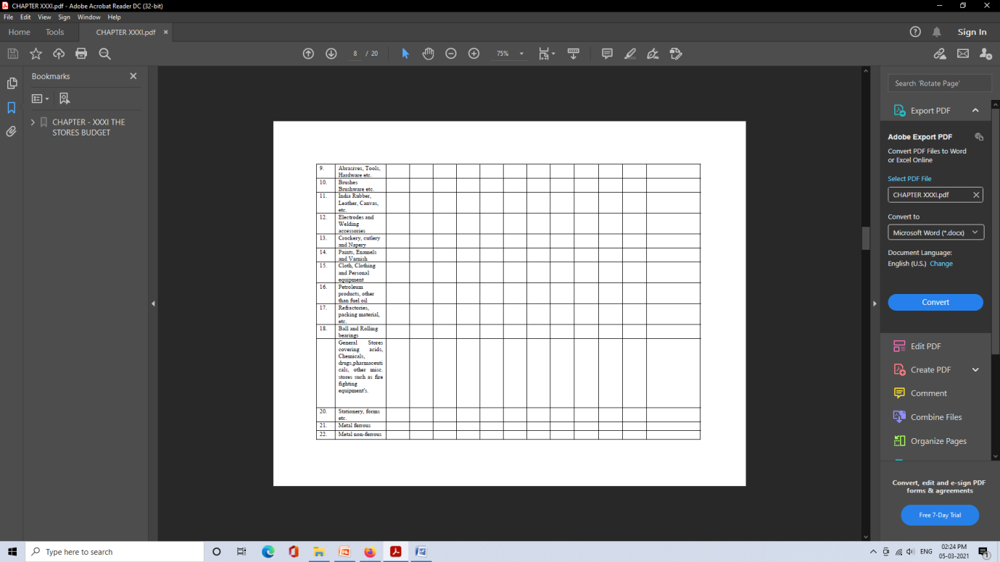 CHAPTER XXXI.pdf - Adobe Acrobat Reader DC (32-bit)
File Edit View Sign Window Help
Home Tools CHAPTER XXXI.pdf × Sign In
8 / 20 75%
Bookmarks
CHAPTER - XXXI THE
STORES BUDGET
9. Abrasives, Tools,
Hardware etc.
10. Brushes
Brushware etc.
11. India Rubber,
Leather, Canvas,
etc.
12. Electrodes and
Welding
accessories
13. Crockery, cutlery
and Napery
14. Paints, Enamels
and Varnish
15. Cloth, Clothing
and Personal
equipment
16. Petroleum
products, other
than fuel oil
17. Refractories,
packing material,
etc.
18. Ball and Rolling
bearings
General Stores
covering acids,
Chemicals,
drugs,pharmaceuti
cals, other misc.
stores such as fire
fighting
equipment's.
20. Stationery, forms
etc.
21. Metal ferrous
22. Metal non-ferrous
Search 'Rotate Page'
Export PDF
Adobe Export PDF
Convert PDF Files to Word
or Excel Online
Select PDF File
CHAPTER XXXI.pdf
Convert to
Microsoft Word (*.docx)
Document Language:
English (U.S.) Change
Convert
Edit PDF
Create PDF
Comment
Combine Files
Organize Pages
Convert, edit and e-sign PDF
forms & agreements
Free 7-Day Trial
Type here to search
ENG
02:24 PM
05-03-2021
1